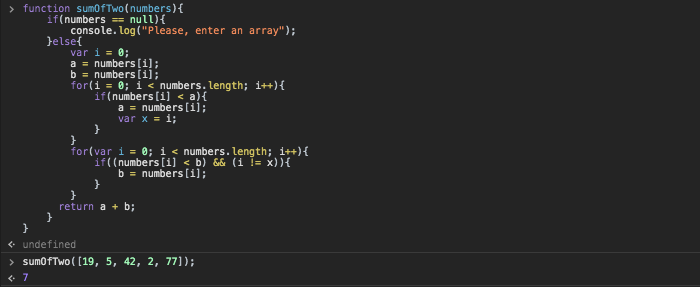 > function sumOfTwo(numbers){
if(numbers == null){
console.log("Please, enter an array");
}else{
var i = 0;
a = numbers[i];
b = numbers[i];
for(i = 0; i < numbers.length; i++){
if(numbers[i] < a){
a = numbers[i];
var x = i;
}
}
for(var i = 0; i < numbers.length; i++){
if((numbers[i] < b) && (i != x)){
b = numbers[i];
}
}
return a + b;
}
}
undefined
> sumOfTwo([19, 5, 42, 2, 77]);
7